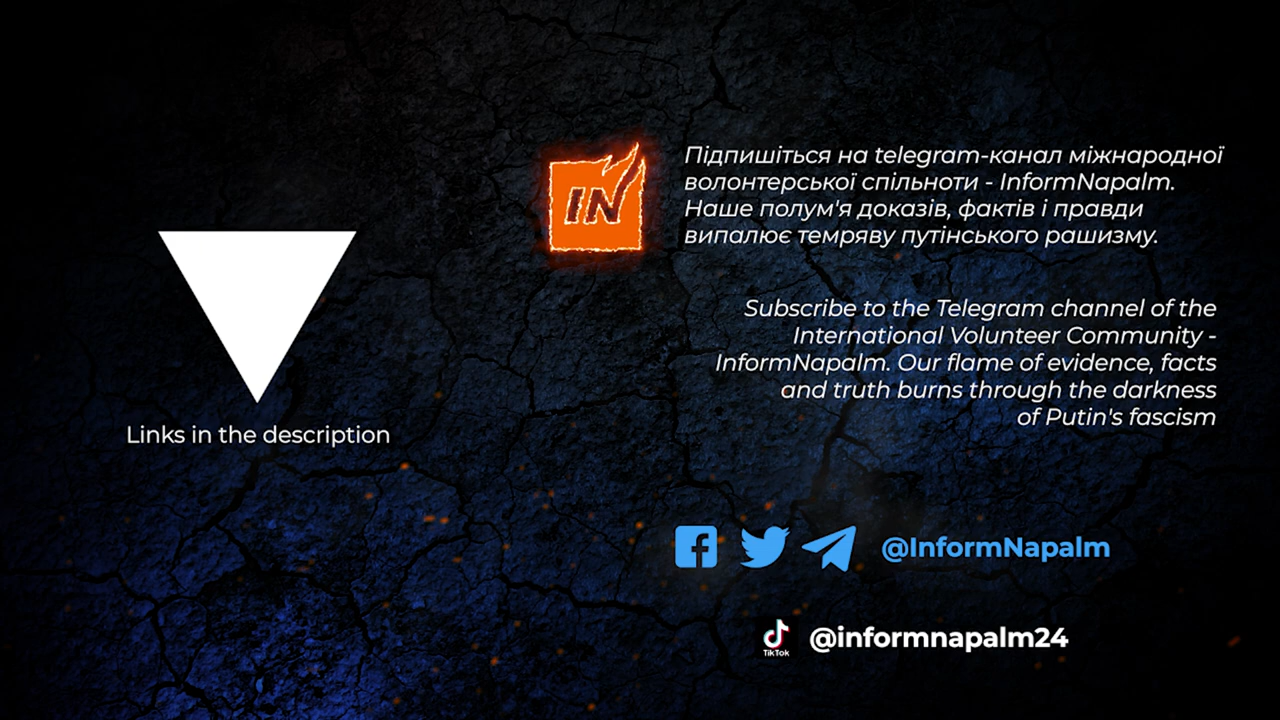 IN
Підпишіться на telegram-канал міжнародної
волонтерської спільноти - InformNapalm.
Наше полум'я доказів, фактів і правди
випалює темряву путінського рашизму.
Subscribe to the Telegram channel of the
International Volunteer Community -
InformNapalm. Our flame of evidence, facts
and truth burns through the darkness
of Putin's fascism
Links in the description
@InformNapalm
TikTok
@informnapalm24